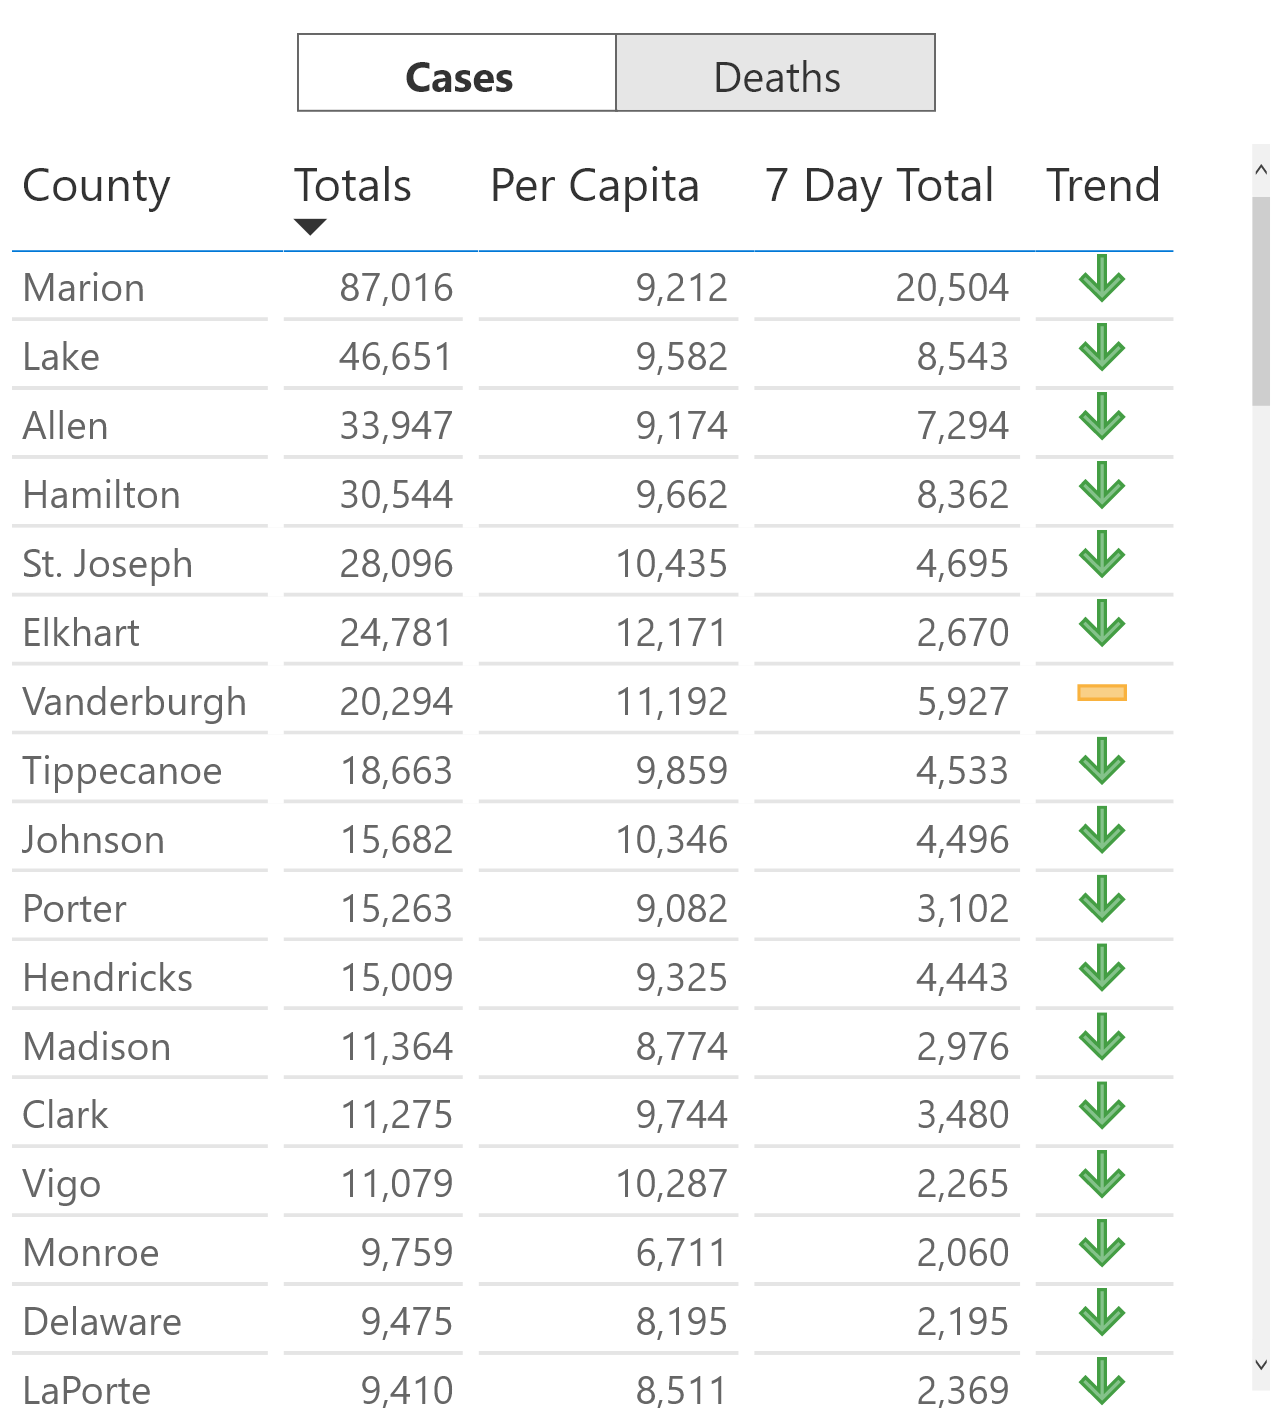 Cases Deaths
County Totals Per Capita 7 Day Total Trend
Marion 87,016 9,212 20,504
Lake 46,651 9,582 8,543
Allen 33,947 9,174 7,294
Hamilton 30,544 9,662 8,362
St. Joseph 28,096 10,435 4,695
Elkhart 24,781 12,171 2,670
Vanderburgh 20,294 11,192 5,927
Tippecanoe 18,663 9,859 4,533
Johnson 15,682 10,346 4,496
Porter 15,263 9,082 3,102
Hendricks 15,009 9,325 4,443
Madison 11,364 8,774 2,976
Clark 11,275 9,744 3,480
Vigo 11,079 10,287 2,265
Monroe 9,759 6,711 2,060
Delaware 9,475 8,195 2,195
LaPorte 9,410 8,511 2,369